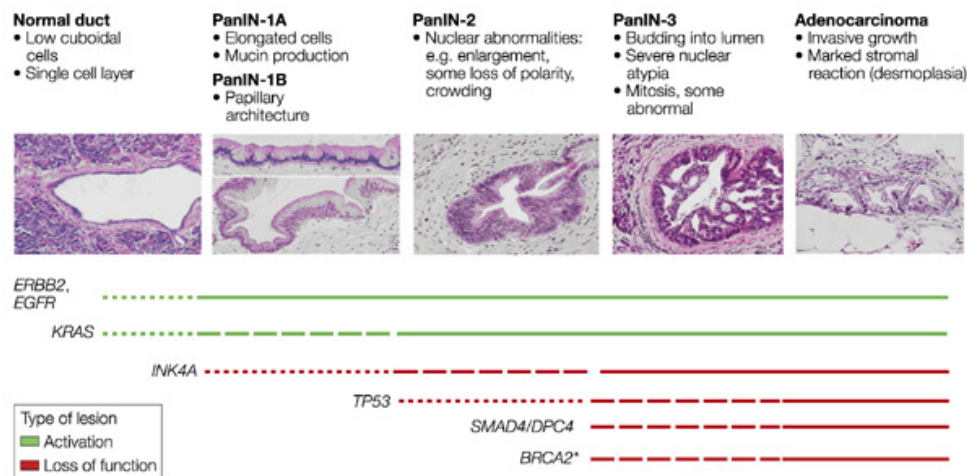 Normal duct
• Low cuboidal
cells
• Single cell layer
PanIN-1A
• Elongated cells
• Mucin production
PanIN-1B
• Papillary
architecture
PanIN-2
• Nuclear abnormalities:
e.g. enlargement,
some loss of polarity,
crowding
PanIN-3
• Budding into lumen
• Severe nuclear
atypia
• Mitosis, some
abnormal
Adenocarcinoma
• Invasive growth
• Marked stromal
reaction (desmoplasia)
ERBB2,
EGFR
KRAS
INK4A
TP53
SMAD4/DPC4
BRCA2*
Type of lesion
Activation
Loss of function